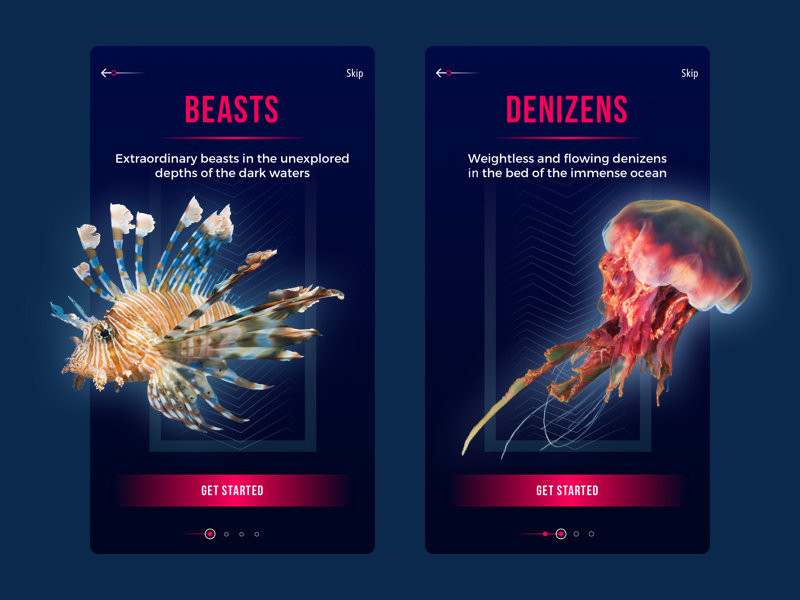 Skip
BEASTS
Extraordinary beasts in the unexplored
depths of the dark waters
GET STARTED
Skip
DENIZENS
Weightless and flowing denizens
in the bed of the immense ocean
GET STARTED